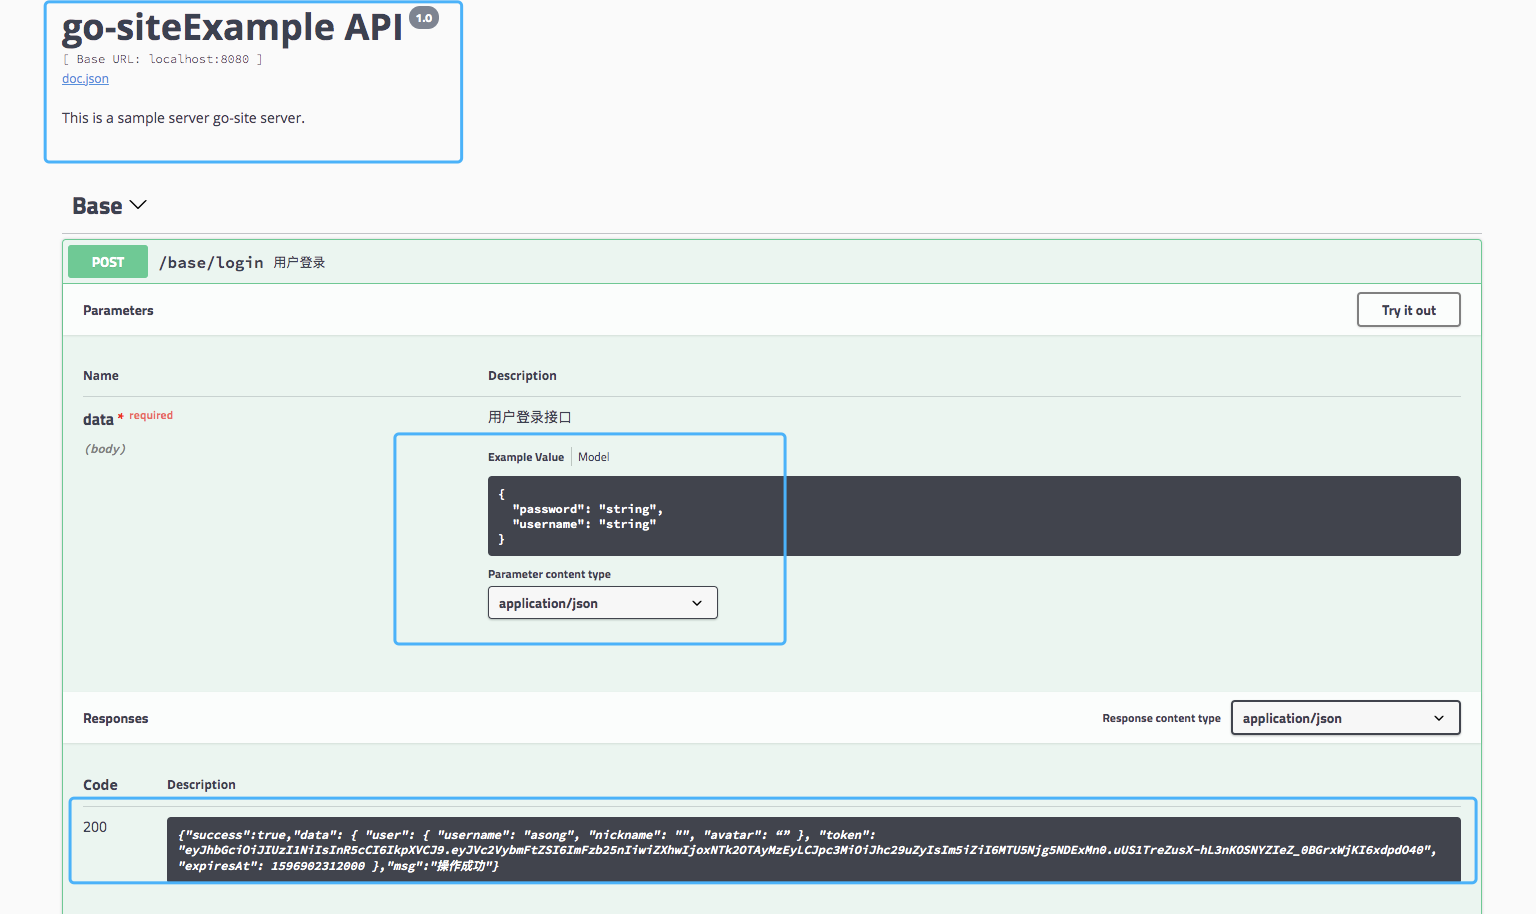 go-siteExample API 1.0
[ Base URL: localhost:8080 ]
doc.json
This is a sample server go-site server.
Base
POST /base/login 用户登录
Parameters Try it out
Name Description
data * required 用户登录接口
(body)
Example Value Model
{
"password": "string",
"username": "string"
}
Parameter content type
application/json
Responses Response content type application/json
Code Description
200
{"success":true,"data": { "user": { "username": "asong", "nickname": "", "avatar": “” }, "token":
"eyJhbGciOiJIUzI1NiIsInR5cCI6IkpXVCJ9.eyJVc2VybmFtZSI6ImFzb25nIiwiZXhwIjoxNTk2OTAyMzEyLCJpc3MiOiJhc29uZyIsIm5iZiI6MTU5Njg5NDExMn0.uUS1TreZusX-hL3nKOSNYZIeZ_0BGrxWjKI6xdpdO40",
"expiresAt": 1596902312000 },"msg":"操作成功"}